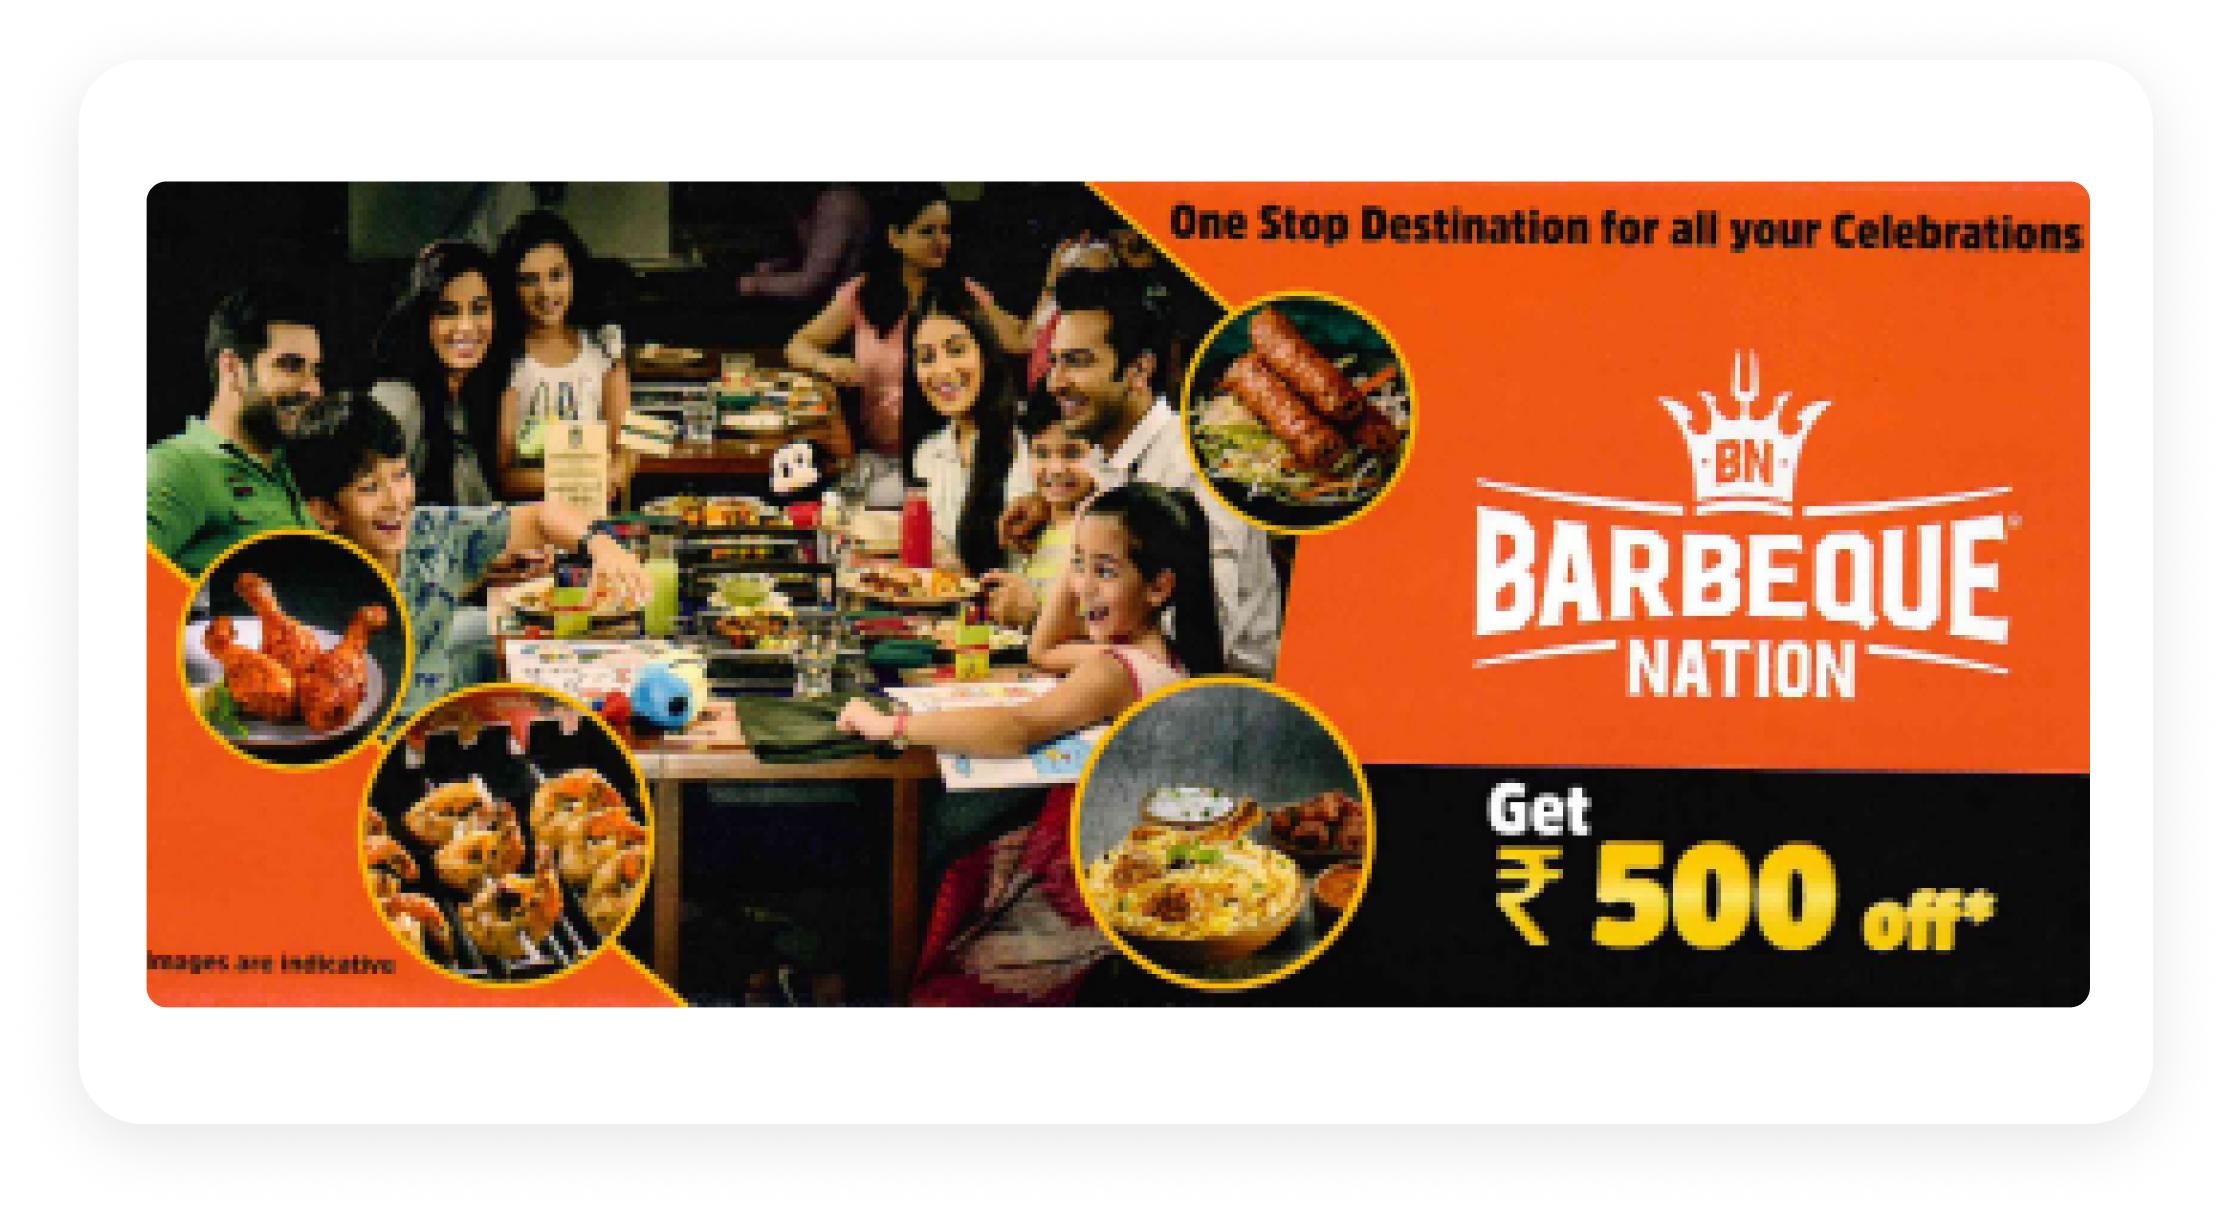 One Stop Destination for all your Celebrations
BN
BARBEQUE
NATION
Get
₹ 500 off*
Images are indicative